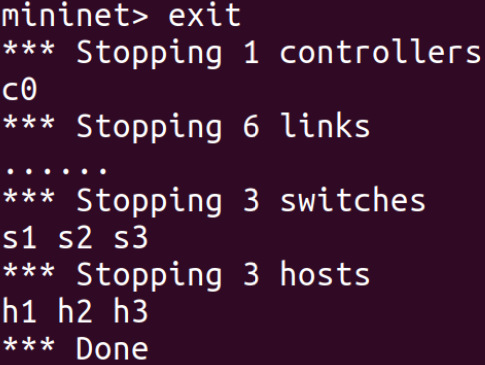 mininet> exit
*** Stopping 1 controllers
c0
*** Stopping 6 links
......
*** Stopping 3 switches
s1 s2 s3
*** Stopping 3 hosts
h1 h2 h3
*** Done